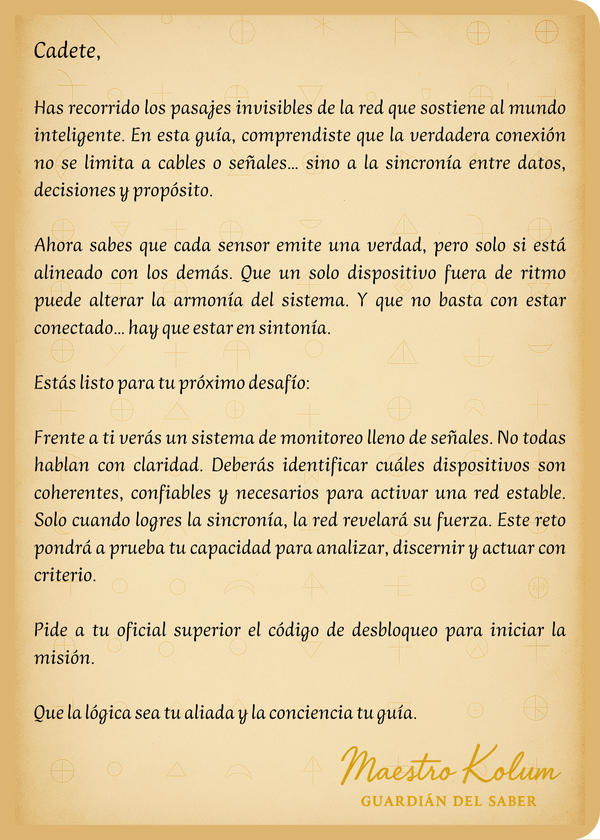 Cadete,
Has recorrido los pasajes invisibles de la red que sostiene al mundo
inteligente. En esta guía, comprendiste que la verdadera conexión
no se limita a cables o señales... sino a la sincronía entre datos,
decisiones y propósito.
Ahora sabes que cada sensor emite una verdad, pero solo si está
alineado con los demás. Que un solo dispositivo fuera de ritmo
puede alterar la armonía del sistema. Y que no basta con estar
conectado... hay que estar en sintonía.
Estás listo para tu próximo desafío:
Frente a ti verás un sistema de monitoreo lleno de señales. No todas
hablan con claridad. Deberás identificar cuáles dispositivos son
coherentes, confiables y necesarios para activar una red estable.
Solo cuando logres la sincronía, la red revelará su fuerza. Este reto
pondrá a prueba tu capacidad para analizar, discernir y actuar con
criterio.
Pide a tu oficial superior el código de desbloqueo para iniciar la
misión.
Que la lógica sea tu aliada y la conciencia tu guía.
Maestro Kolum
GUARDIÁN DEL SABER